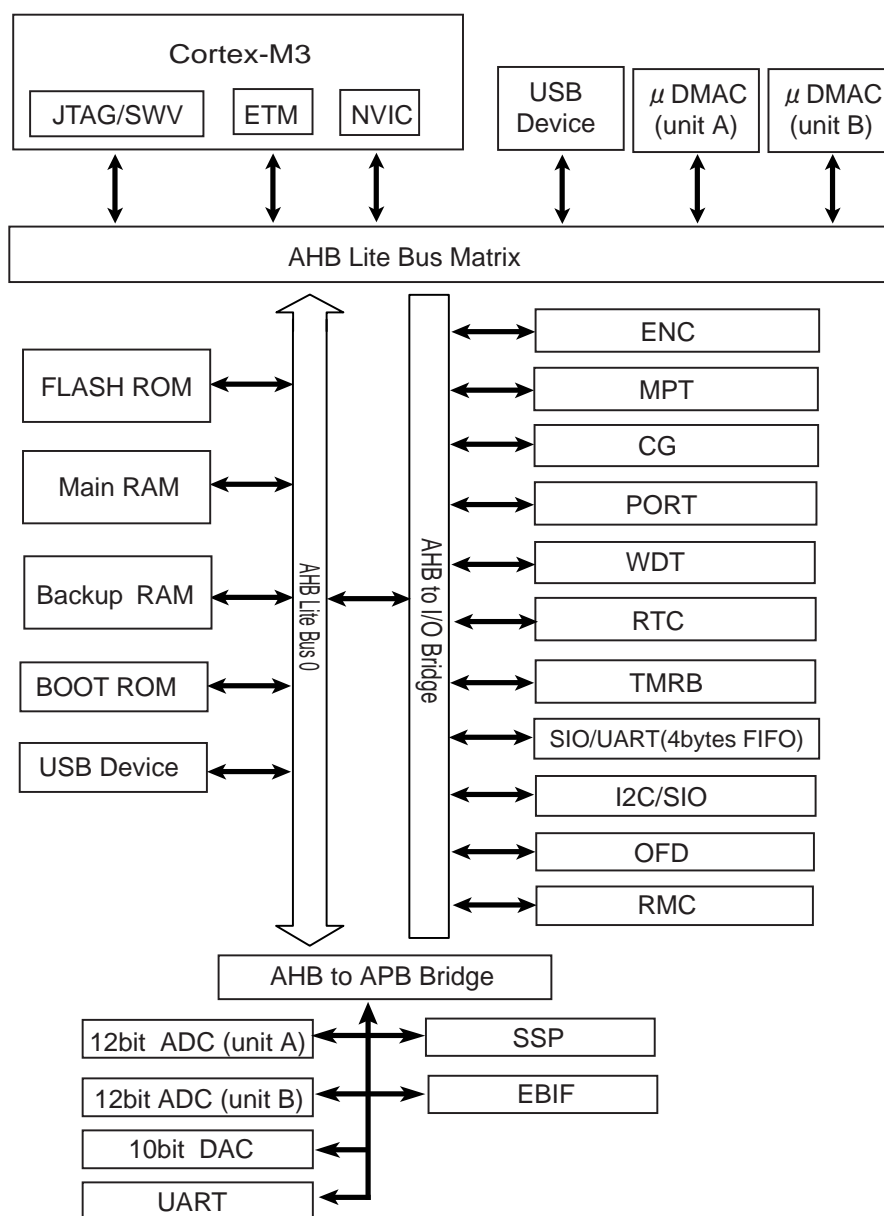 Cortex-M3
JTAG/SWV
ETM
NVIC
USB
Device
μ DMAC
(unit A)
μ DMAC
(unit B)
AHB Lite Bus Matrix
FLASH ROM
Main RAM
Backup RAM
BOOT ROM
USB Device
AHB Lite Bus 0
AHB to I/O Bridge
ENC
MPT
CG
PORT
WDT
RTC
TMRB
SIO/UART(4bytes FIFO)
I2C/SIO
OFD
RMC
AHB to APB Bridge
12bit ADC (unit A)
12bit ADC (unit B)
10bit DAC
UART
SSP
EBIF